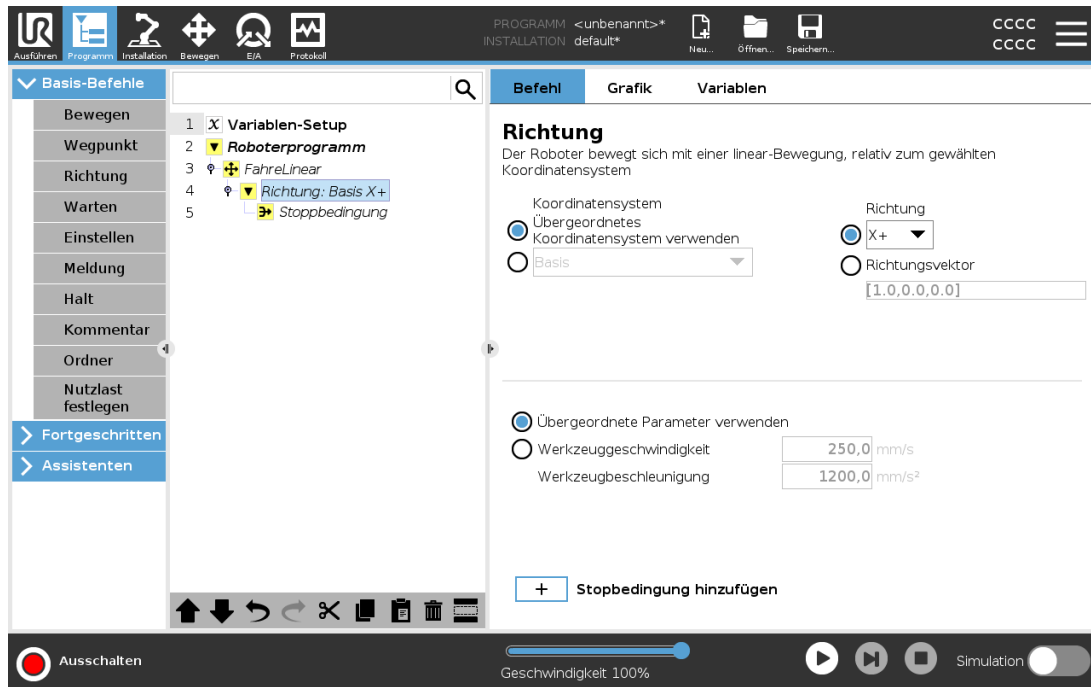 PROGRAMM <unbenannt>*
INSTALLATION default*
Ausführen Programm Installation Bewegen E/A Protokoll
Neu... Öffnen... Speichern...
CCCC
CCCC
Basis-Befehle
Bewegen
Wegpunkt
Richtung
Warten
Einstellen
Meldung
Halt
Kommentar
Ordner
Nutzlast
festlegen
Fortgeschritten
Assistenten
1 X Variablen-Setup
2 Roboterprogramm
3 FahreLinear
4 Richtung: Basis X+
5 Stoppbedingung
Befehl Grafik Variablen
Richtung
Der Roboter bewegt sich mit einer linear-Bewegung, relativ zum gewählten
Koordinatensystem
Koordinatensystem
Übergeordnetes
Koordinatensystem verwenden
Basis
Richtung
X+
Richtungsvektor
[1.0,0.0,0.0]
Übergeordnete Parameter verwenden
Werkzeuggeschwindigkeit 250,0 mm/s
Werkzeugbeschleunigung 1200,0 mm/s²
+ Stopbedingung hinzufügen
Ausschalten
Geschwindigkeit 100%
Simulation